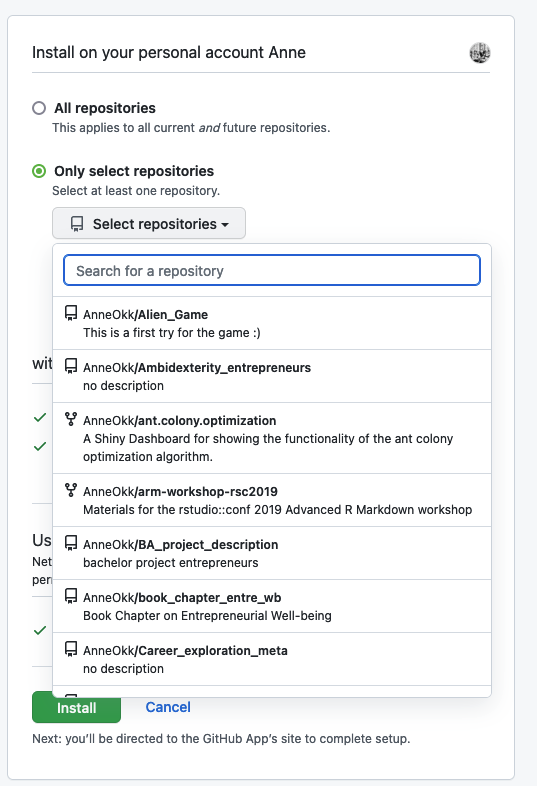 Install on your personal account Anne
All repositories
This applies to all current and future repositories.
Only select repositories
Select at least one repository.
Select repositories
Search for a repository
AnneOkk/Alien_Game
This is a first try for the game :)
AnneOkk/Ambidexterity_entrepreneurs
no description
AnneOkk/ant.colony.optimization
A Shiny Dashboard for showing the functionality of the ant colony
optimization algorithm.
AnneOkk/arm-workshop-rsc2019
Materials for the rstudio::conf 2019 Advanced R Markdown workshop
AnneOkk/BA_project_description
bachelor project entrepreneurs
AnneOkk/book_chapter_entre_wb
Book Chapter on Entrepreneurial Well-being
AnneOkk/Career_exploration_meta
no description
wit
Us
Net
per
Install Cancel
Next: you'll be directed to the GitHub App's site to complete setup.